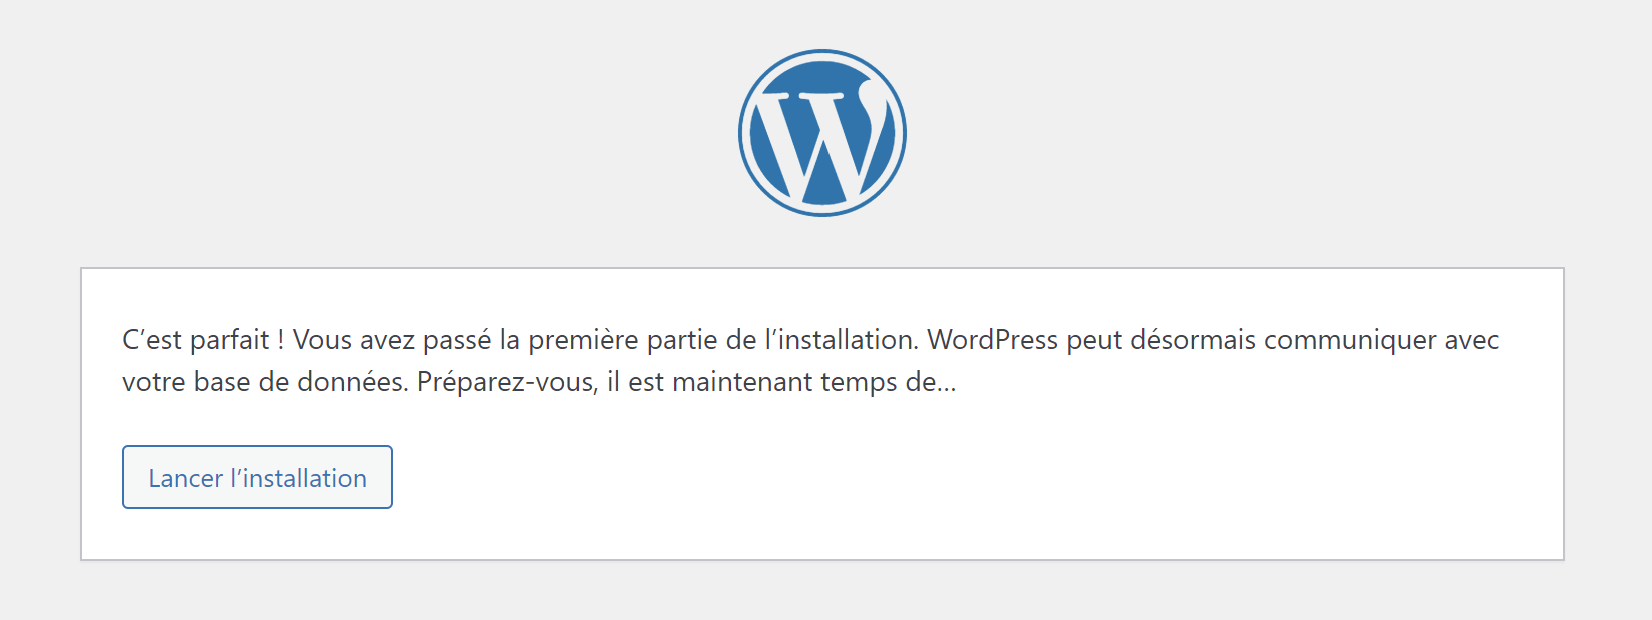 C’est parfait ! Vous avez passé la première partie de l’installation. WordPress peut désormais communiquer avec
votre base de données. Préparez-vous, il est maintenant temps de…
Lancer l’installation